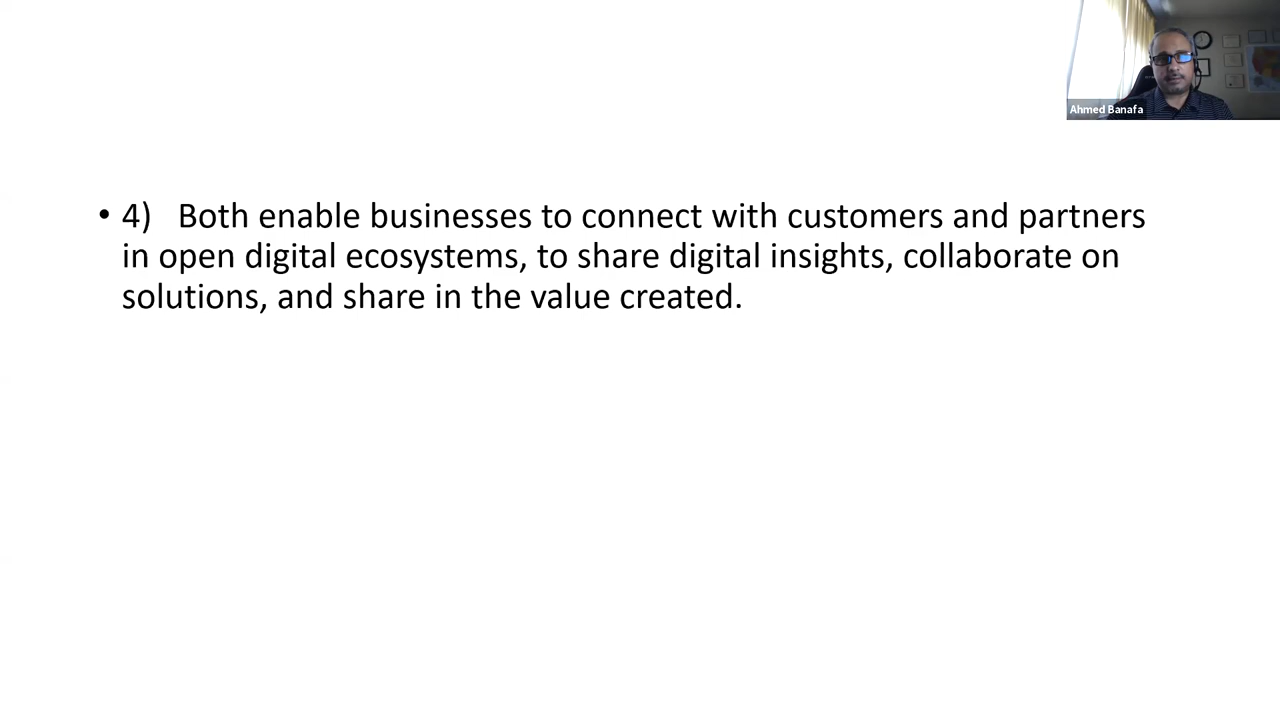 Ahmed Banafa
• 4) Both enable businesses to connect with customers and partners
in open digital ecosystems, to share digital insights, collaborate on
solutions, and share in the value created.